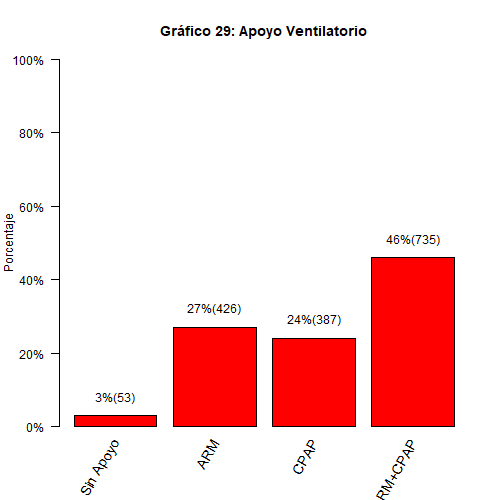 Gráfico 29: Apoyo Ventilatorio
100%
80%
60%
40%
20%
0%
Porcentaje
3%(53)
27%(426)
24%(387)
46%(735)
Sin Apoyo
ARM
CPAP
RM+CPAP